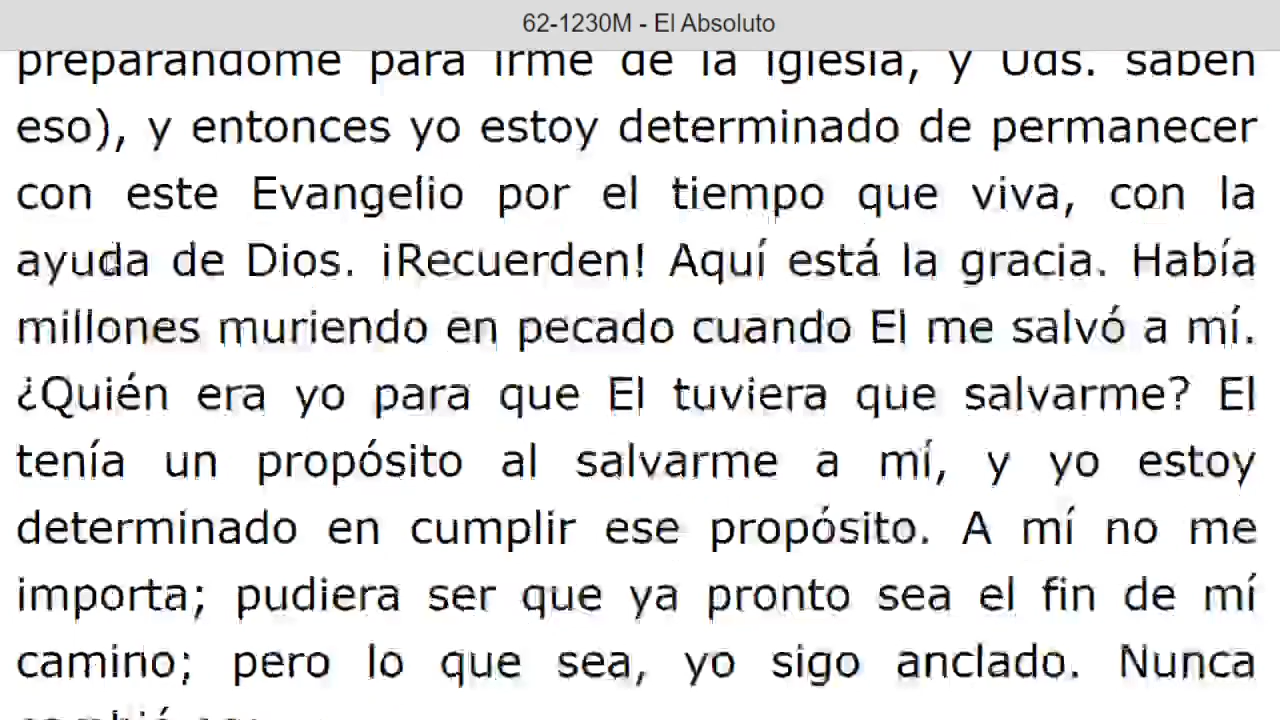 62-1230M - El Absoluto
preparándome para irme de la iglesia, y Uds. saben
eso), y entonces yo estoy determinado de permanecer
con este Evangelio por el tiempo que viva, con la
ayuda de Dios. ¡Recuerden! Aquí está la gracia. Había
millones muriendo en pecado cuando El me salvó a mí.
¿Quién era yo para que El tuviera que salvarme? El
tenía un propósito al salvarme a mí, y yo estoy
determinado en cumplir ese propósito. A mí no me
importa; pudiera ser que ya pronto sea el fin de mí
camino; pero lo que sea, yo sigo anclado. Nunca